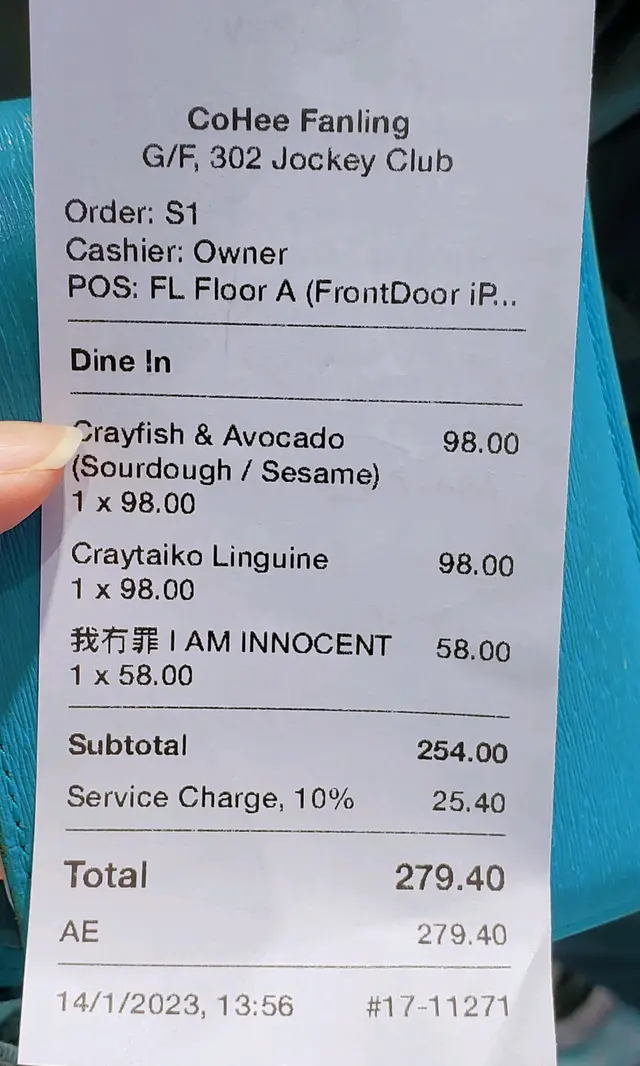 CoHee Fanling
G/F, 302 Jockey Club
Order: S1
Cashier: Owner
POS: FL Floor A (FrontDoor iP...
Dine In
Crayfish & Avocado 98.00
(Sourdough / Sesame)
1 x 98.00
Craytaiko Linguine 98.00
1 x 98.00
我冇罪 I AM INNOCENT 58.00
1 x 58.00
Subtotal 254.00
Service Charge, 10% 25.40
Total 279.40
AE 279.40
14/1/2023, 13:56 #17-11271